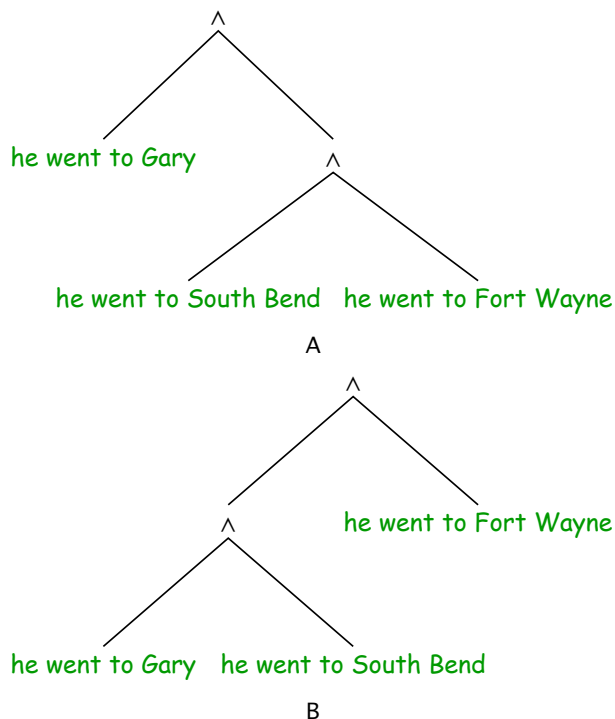 ∧
he went to Gary
∧
he went to South Bend he went to Fort Wayne
A
∧
he went to Fort Wayne
∧
he went to Gary he went to South Bend
B